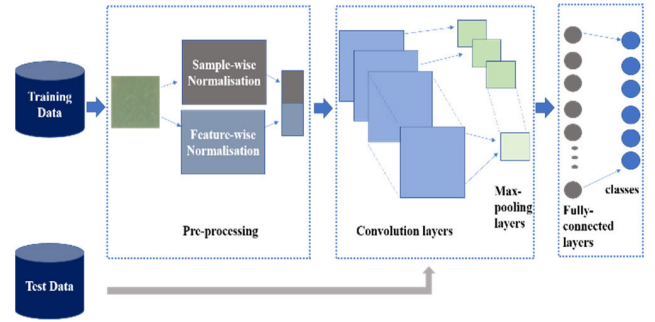 Training
Data
Sample-wise
Normalisation
Feature-wise
Normalisation
Pre-processing
Convolution layers
Max-
pooling
layers
Fully-
connected
layers
classes
Test Data